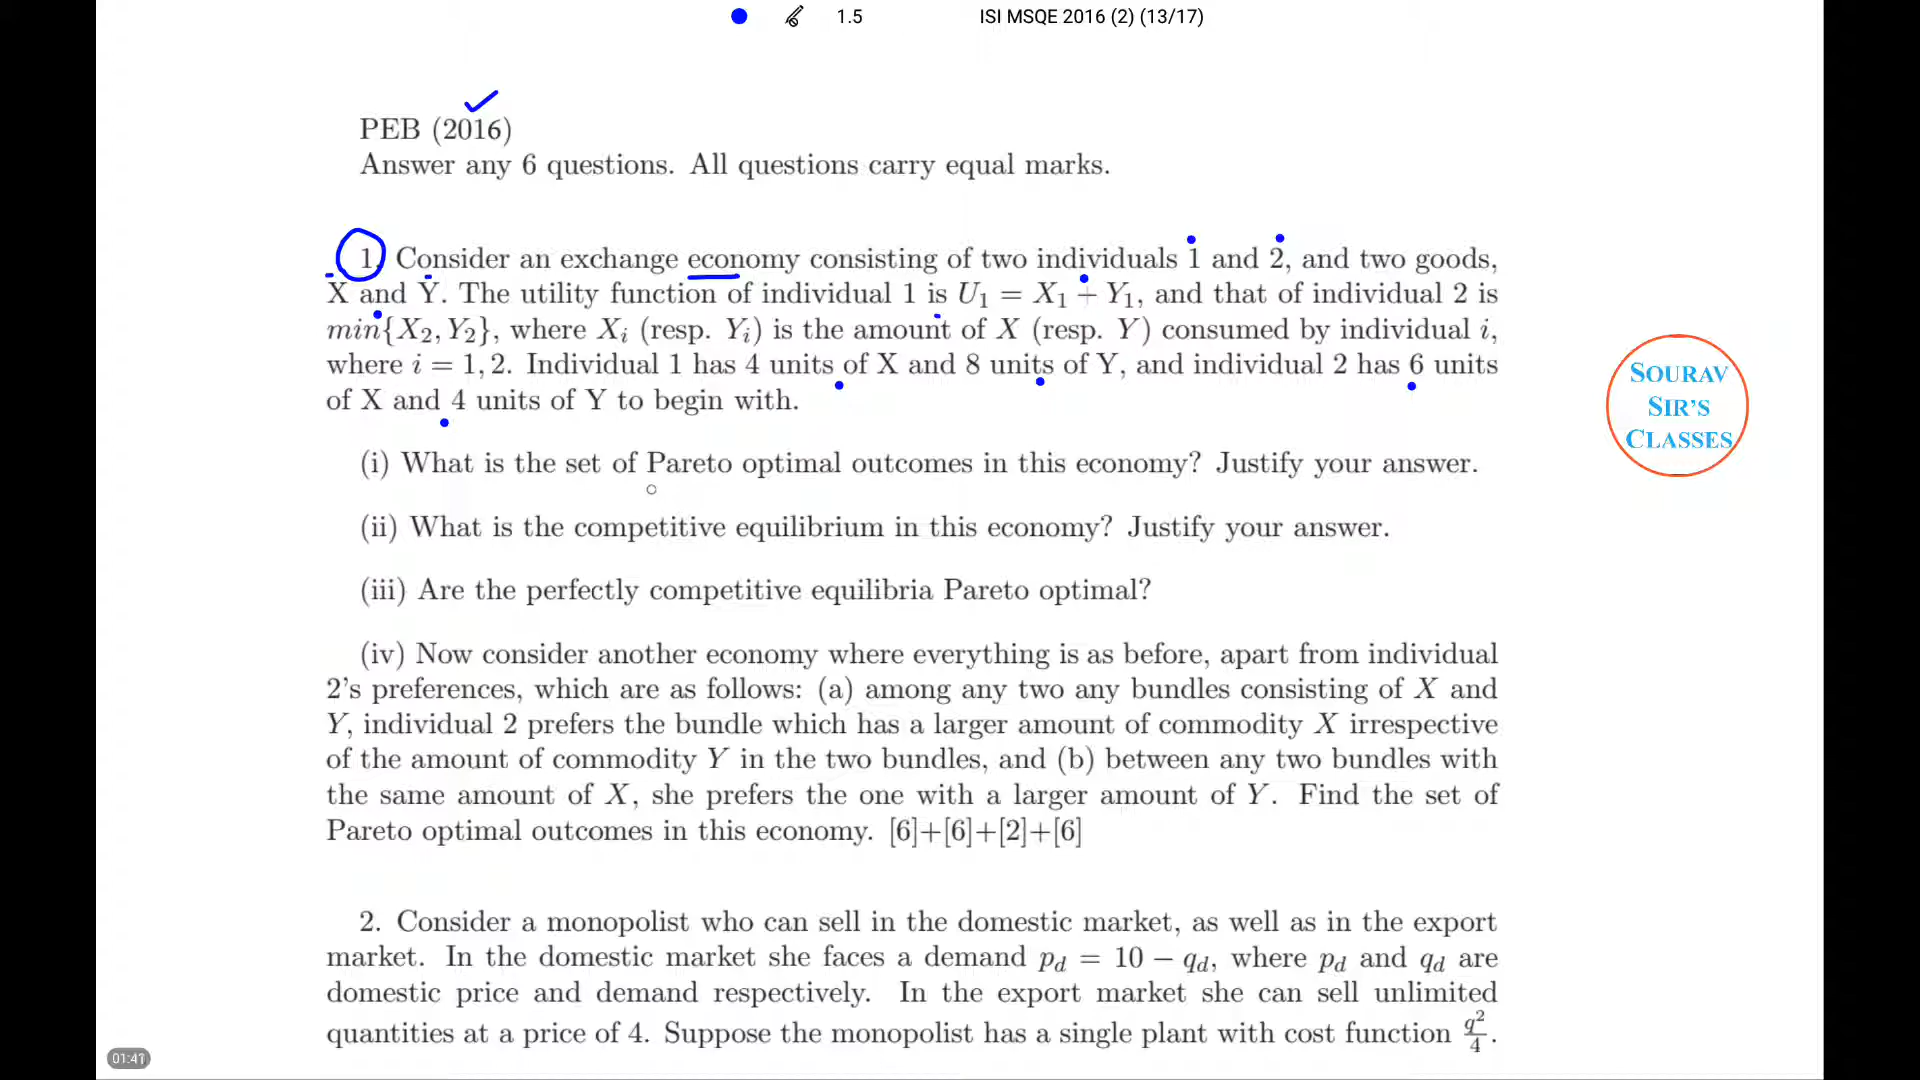 1.5
ISI MSQE 2016 (2) (13/17)
PEB (2016)
Answer any 6 questions. All questions carry equal marks.
1. Consider an exchange economy consisting of two individuals 1 and 2, and two goods,
X and Y. The utility function of individual 1 is U₁ = X₁ + Y₁, and that of individual 2 is
min{X₂, Y₂}, where Xᵢ (resp. Yᵢ) is the amount of X (resp. Y) consumed by individual i,
where i = 1, 2. Individual 1 has 4 units of X and 8 units of Y, and individual 2 has 6 units
of X and 4 units of Y to begin with.
(i) What is the set of Pareto optimal outcomes in this economy? Justify your answer.
(ii) What is the competitive equilibrium in this economy? Justify your answer.
(iii) Are the perfectly competitive equilibria Pareto optimal?
(iv) Now consider another economy where everything is as before, apart from individual
2's preferences, which are as follows: (a) among any two any bundles consisting of X and
Y, individual 2 prefers the bundle which has a larger amount of commodity X irrespective
of the amount of commodity Y in the two bundles, and (b) between any two bundles with
the same amount of X, she prefers the one with a larger amount of Y. Find the set of
Pareto optimal outcomes in this economy. [6]+[6]+[2]+[6]
2. Consider a monopolist who can sell in the domestic market, as well as in the export
market. In the domestic market she faces a demand p_d = 10 − q_d, where p_d and q_d are
domestic price and demand respectively. In the export market she can sell unlimited
quantities at a price of 4. Suppose the monopolist has a single plant with cost function q²/4.
SOURAV
SIR'S
CLASSES
01:41